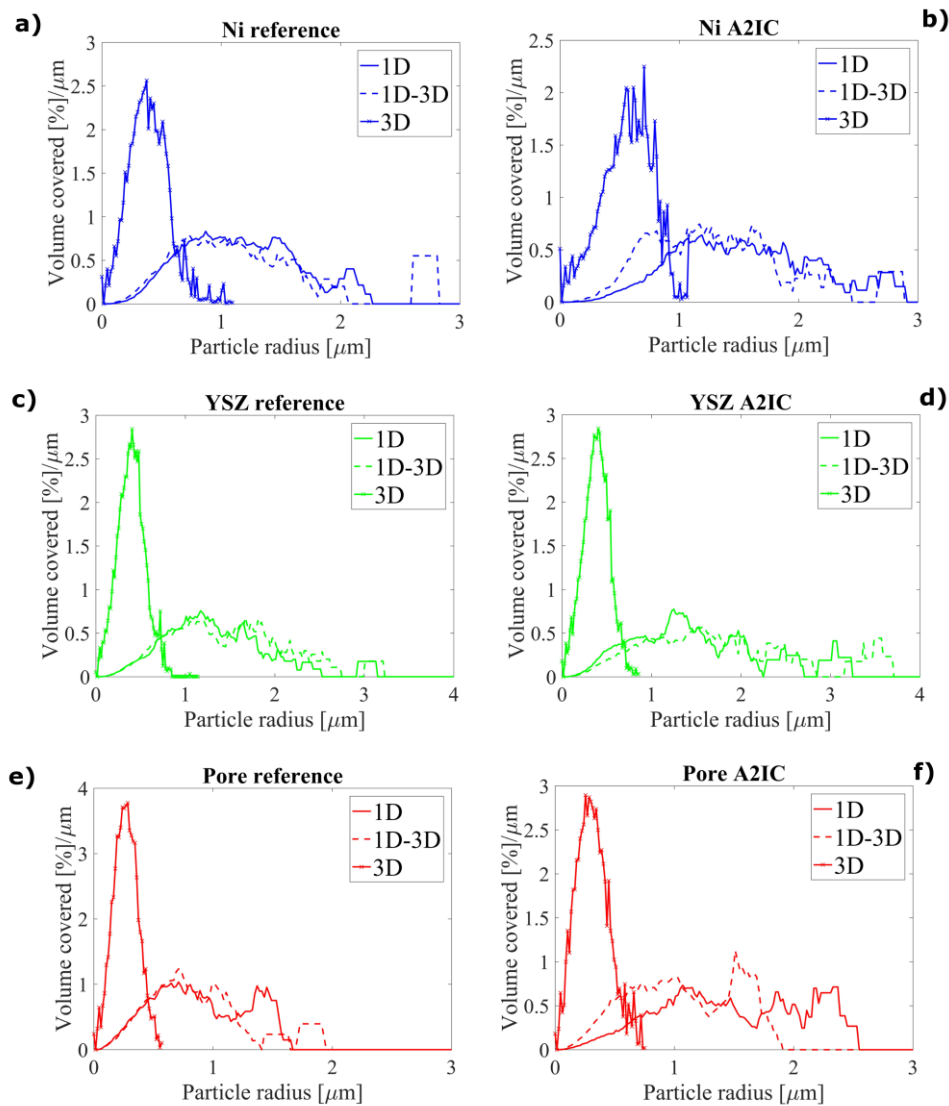 a)
Ni reference
Volume covered [%]/μm
3
2.5
2
1.5
1
0.5
0
1D
1D-3D
3D
0 1 2 3
Particle radius [μm]
b)
Ni A2IC
Volume covered [%]/μm
2.5
2
1.5
1
0.5
0
1D
1D-3D
3D
0 1 2 3
Particle radius [μm]
c)
YSZ reference
Volume covered [%]/μm
3
2.5
2
1.5
1
0.5
0
1D
1D-3D
3D
0 1 2 3 4
Particle radius [μm]
d)
YSZ A2IC
Volume covered [%]/μm
3
2.5
2
1.5
1
0.5
0
1D
1D-3D
3D
0 1 2 3 4
Particle radius [μm]
e)
Pore reference
Volume covered [%]/μm
4
3
2
1
0
1D
1D-3D
3D
0 1 2 3
Particle radius [μm]
f)
Pore A2IC
Volume covered [%]/μm
3
2.5
2
1.5
1
0.5
0
1D
1D-3D
3D
0 1 2 3
Particle radius [μm]